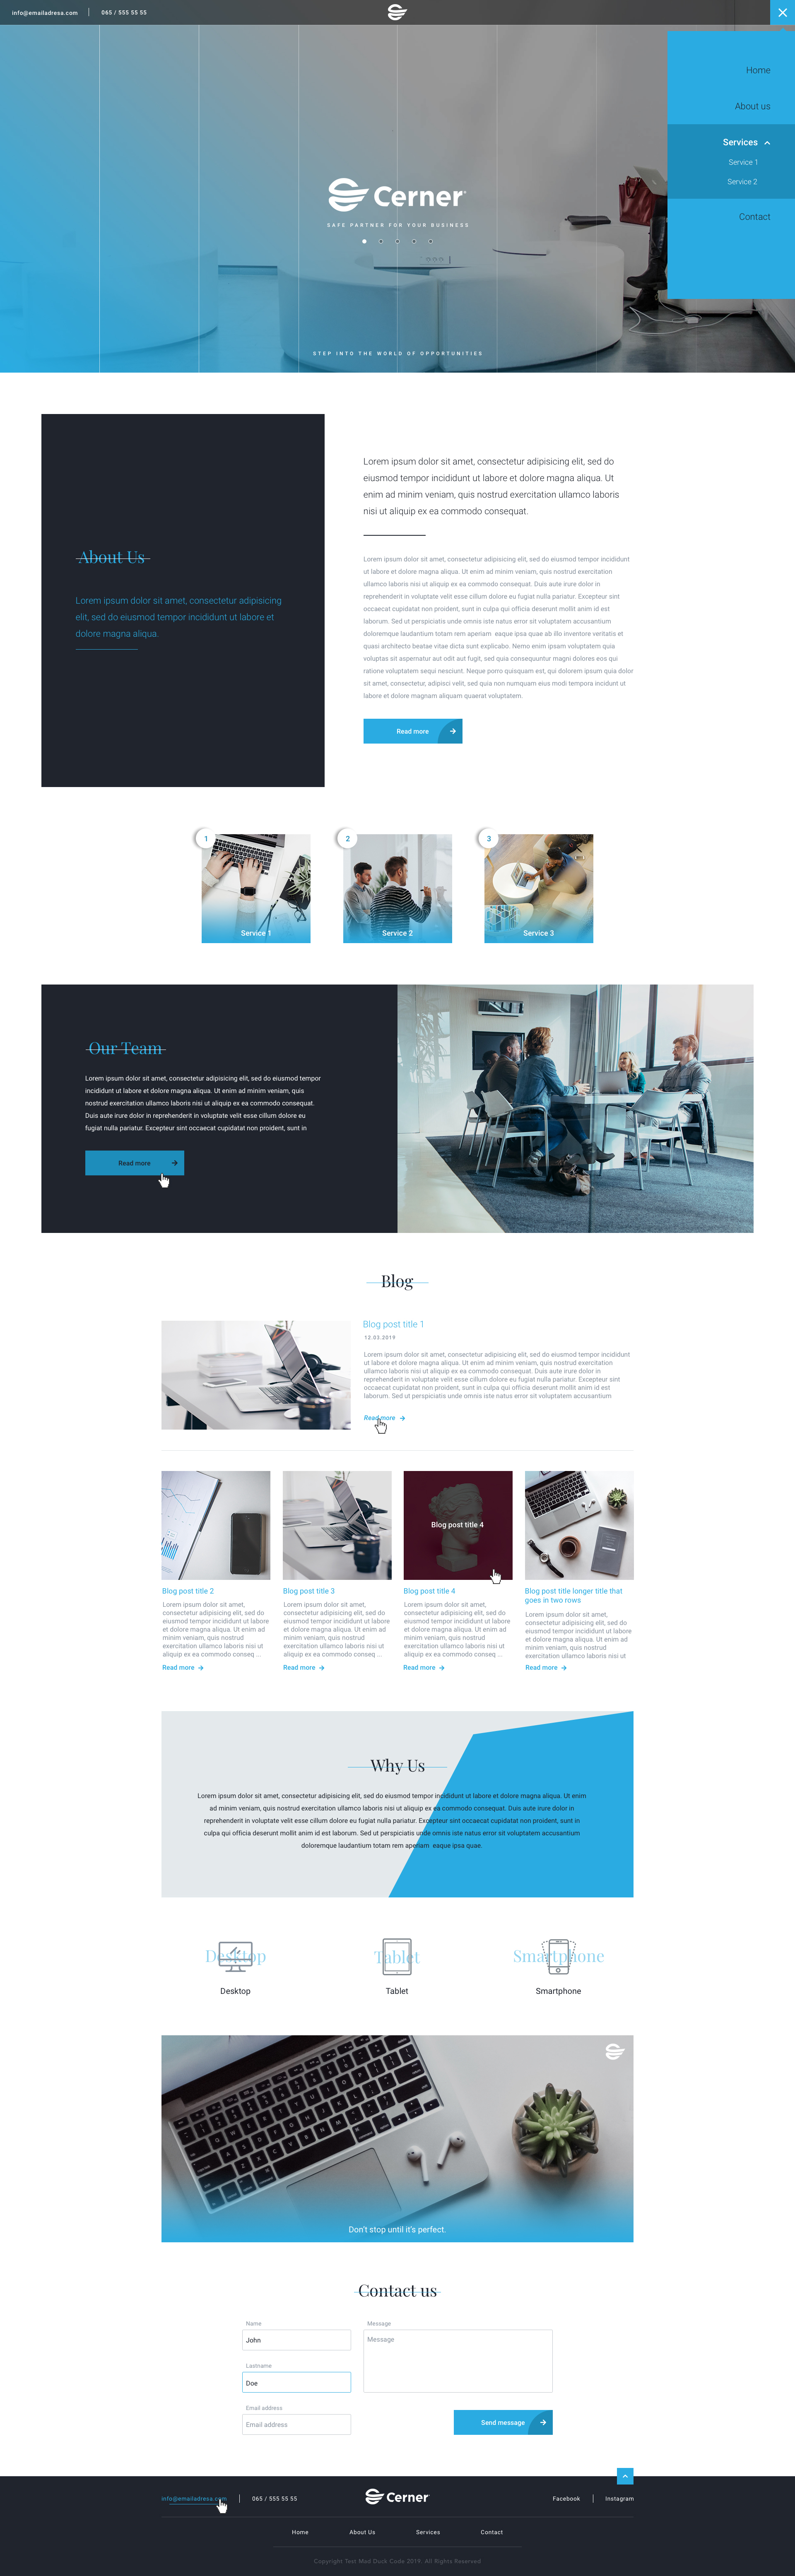 info@emailadresa.com
065 / 555 55 55
Home
About us
Services
Service 1
Service 2
Contact
Cerner
SAFE PARTNER FOR YOUR BUSINESS
STEP INTO THE WORLD OF OPPORTUNITIES
About Us
Lorem ipsum dolor sit amet, consectetur adipisicing
elit, sed do eiusmod tempor incididunt ut labore et
dolore magna aliqua.
Lorem ipsum dolor sit amet, consectetur adipisicing elit, sed do
eiusmod tempor incididunt ut labore et dolore magna aliqua. Ut
enim ad minim veniam, quis nostrud exercitation ullamco laboris
nisi ut aliquip ex ea commodo consequat.
Lorem ipsum dolor sit amet, consectetur adipisicing elit, sed do eiusmod tempor incididunt
ut labore et dolore magna aliqua. Ut enim ad minim veniam, quis nostrud exercitation
ullamco laboris nisi ut aliquip ex ea commodo consequat. Duis aute irure dolor in
reprehenderit in voluptate velit esse cillum dolore eu fugiat nulla pariatur. Excepteur sint
occaecat cupidatat non proident, sunt in culpa qui officia deserunt mollit anim id est
laborum. Sed ut perspiciatis unde omnis iste natus error sit voluptatem accusantium
doloremque laudantium totam rem aperiam eaque ipsa quae ab illo inventore veritatis et
quasi architecto beatae vitae dicta sunt explicabo. Nemo enim ipsam voluptatem quia
voluptas sit aspernatur aut odit aut fugit, sed quia consequuntur magni dolores eos qui
ratione voluptatem sequi nesciunt. Neque porro quisquam est, qui dolorem ipsum quia dolor
sit amet, consectetur, adipisci velit, sed quia non numquam eius modi tempora incidunt ut
labore et dolore magnam aliquam quaerat voluptatem.
Read more
1
2
3
Service 1
Service 2
Service 3
Our Team
Lorem ipsum dolor sit amet, consectetur adipisicing elit, sed do eiusmod tempor
incididunt ut labore et dolore magna aliqua. Ut enim ad minim veniam, quis
nostrud exercitation ullamco laboris nisi ut aliquip ex ea commodo consequat.
Duis aute irure dolor in reprehenderit in voluptate velit esse cillum dolore eu
fugiat nulla pariatur. Excepteur sint occaecat cupidatat non proident, sunt in
Read more
Blog
Blog post title 1
12.03.2019
Lorem ipsum dolor sit amet, consectetur adipisicing elit, sed do eiusmod tempor incididunt
ut labore et dolore magna aliqua. Ut enim ad minim veniam, quis nostrud exercitation
ullamco laboris nisi ut aliquip ex ea commodo consequat. Duis aute irure dolor in
reprehenderit in voluptate velit esse cillum dolore eu fugiat nulla pariatur. Excepteur sint
occaecat cupidatat non proident, sunt in culpa qui officia deserunt mollit anim id est
laborum. Sed ut perspiciatis unde omnis iste natus error sit voluptatem accusantium
Read more
Blog post title 4
Blog post title 2
Lorem ipsum dolor sit amet,
consectetur adipisicing elit, sed do
eiusmod tempor incididunt ut labore
et dolore magna aliqua. Ut enim ad
minim veniam, quis nostrud
exercitation ullamco laboris nisi ut
aliquip ex ea commodo conseq ...
Read more
Blog post title 3
Lorem ipsum dolor sit amet,
consectetur adipisicing elit, sed do
eiusmod tempor incididunt ut labore
et dolore magna aliqua. Ut enim ad
minim veniam, quis nostrud
exercitation ullamco laboris nisi ut
aliquip ex ea commodo conseq ...
Read more
Blog post title 4
Lorem ipsum dolor sit amet,
consectetur adipisicing elit, sed do
eiusmod tempor incididunt ut labore
et dolore magna aliqua. Ut enim ad
minim veniam, quis nostrud
exercitation ullamco laboris nisi ut
aliquip ex ea commodo conseq ...
Read more
Blog post title longer title that
goes in two rows
Lorem ipsum dolor sit amet,
consectetur adipisicing elit, sed do
eiusmod tempor incididunt ut labore
et dolore magna aliqua. Ut enim ad
minim veniam, quis nostrud
exercitation ullamco laboris nisi ut
Read more
Why Us
Lorem ipsum dolor sit amet, consectetur adipisicing elit, sed do eiusmod tempor incididunt ut labore et dolore magna aliqua. Ut enim
ad minim veniam, quis nostrud exercitation ullamco laboris nisi ut aliquip ex ea commodo consequat. Duis aute irure dolor in
reprehenderit in voluptate velit esse cillum dolore eu fugiat nulla pariatur. Excepteur sint occaecat cupidatat non proident, sunt in
culpa qui officia deserunt mollit anim id est laborum. Sed ut perspiciatis unde omnis iste natus error sit voluptatem accusantium
doloremque laudantium totam rem aperiam eaque ipsa quae.
Desktop
Tablet
Smartphone
Desktop
Tablet
Smartphone
Don't stop until it's perfect.
Contact us
Name
John
Lastname
Doe
Email address
Email address
Message
Message
Send message
info@emailadresa.com
065 / 555 55 55
Cerner
Facebook
Instagram
Home
About Us
Services
Contact
Copyright Test Mad Duck Code 2019. All Rights Reserved